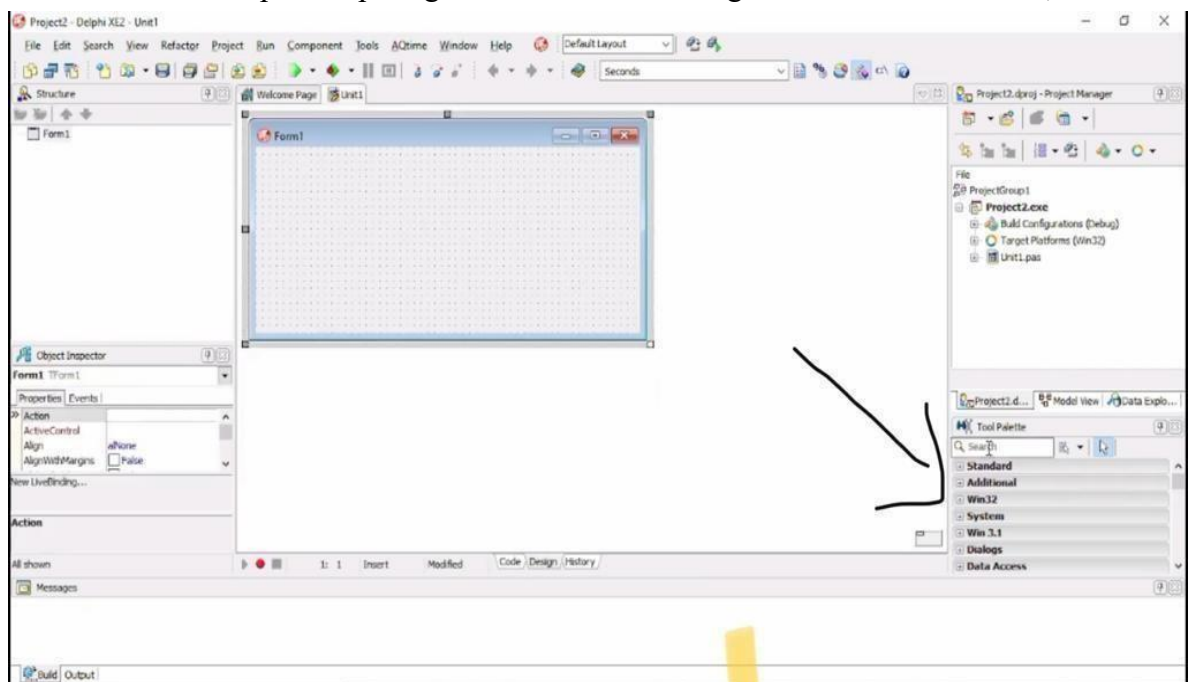 Project2 - Delphi XE2 - Unit1
File Edit Search View Refactor Project Run Component Tools AQtime Window Help Default Layout
Seconds
Structure
Form1
Welcome Page Unit1
Form1
Project2.dproj - Project Manager
File
ProjectGroup1
Project2.exe
Build Configurations (Debug)
Target Platforms (Win32)
Unit1.pas
Object Inspector
Form1 TForm1
Properties Events
Action
ActiveControl
Align alNone
AlignWithMargins False
New LiveBinding...
Action
All shown
1: 1 Insert Modified Code Design History
Project2.d... Model View Data Explo...
Tool Palette
Search
Standard
Additional
Win32
System
Win 3.1
Dialogs
Data Access
Messages
Build Output